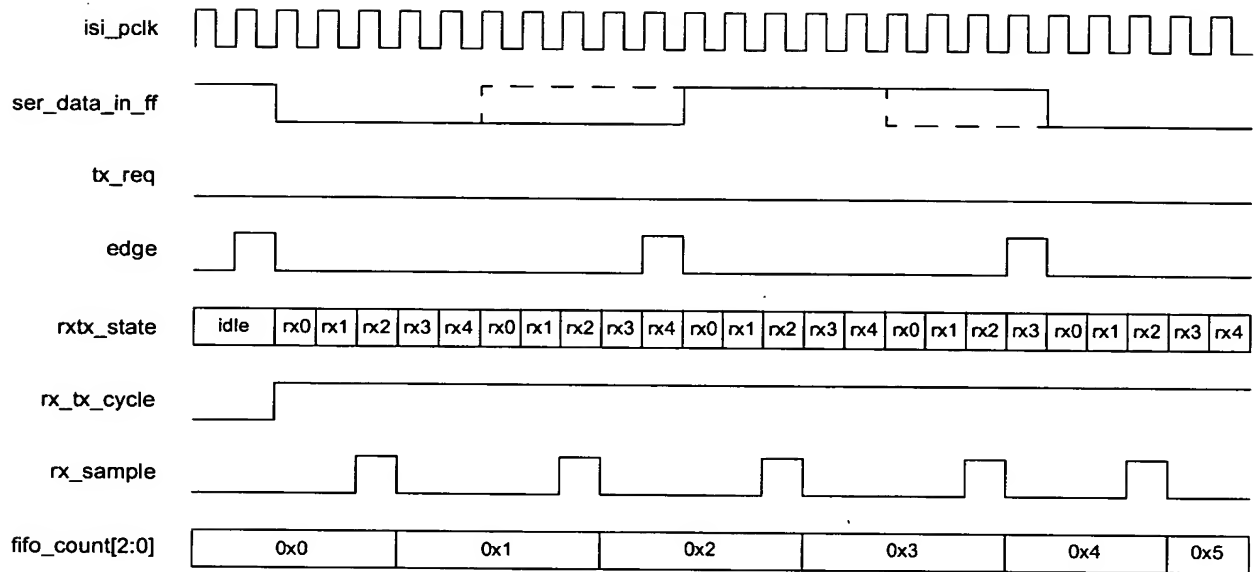 isi_pclk
ser_data_in_ff
tx_req
edge
rxtx_state idle rx0 rx1 rx2 rx3 rx4 rx0 rx1 rx2 rx3 rx4 rx0 rx1 rx2 rx3 rx4 rx0 rx1 rx2 rx3 rx0 rx1 rx2 rx3 rx4
rx_tx_cycle
rx_sample
fifo_count[2:0] 0x0 0x1 0x2 0x3 0x4 0x5